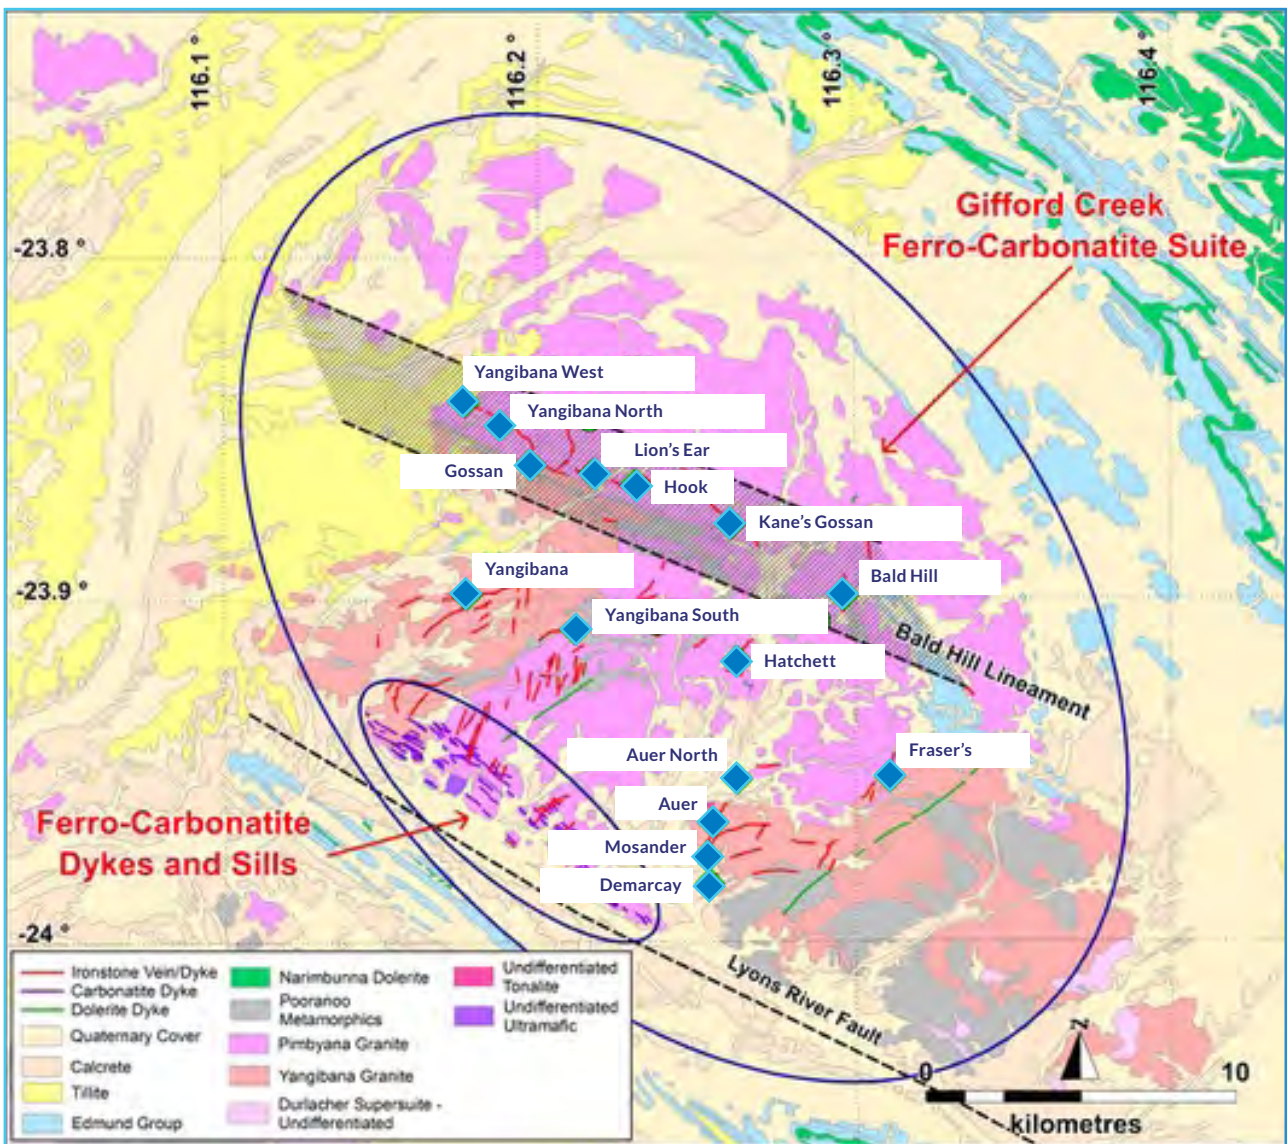 116.1 °
116.2 °
116.3 °
116.4 °
Gifford Creek
Ferro-Carbonatite Suite
-23.8 °
Yangibana West
Yangibana North
Lion's Ear
Gossan
Hook
Kane's Gossan
Yangibana
-23.9 °
Bald Hill
Yangibana South
Bald Hill Lineament
Hatchett
Auer North
Fraser's
Auer
Ferro-Carbonatite
Dykes and Sills
Mosander
Demarcay
-24 °
Lyons River Fault
Ironstone Vein/Dyke
Carbonatite Dyke
Dolerite Dyke
Quaternary Cover
Calcrete
Tillite
Edmund Group
Narimbunna Dolerite
Pooranoo
Metamorphics
Pimbyana Granite
Yangibana Granite
Durlacher Supersuite -
Undifferentiated
Undifferentiated
Tonalite
Undifferentiated
Ultramafic
Z
0 10
kilometres